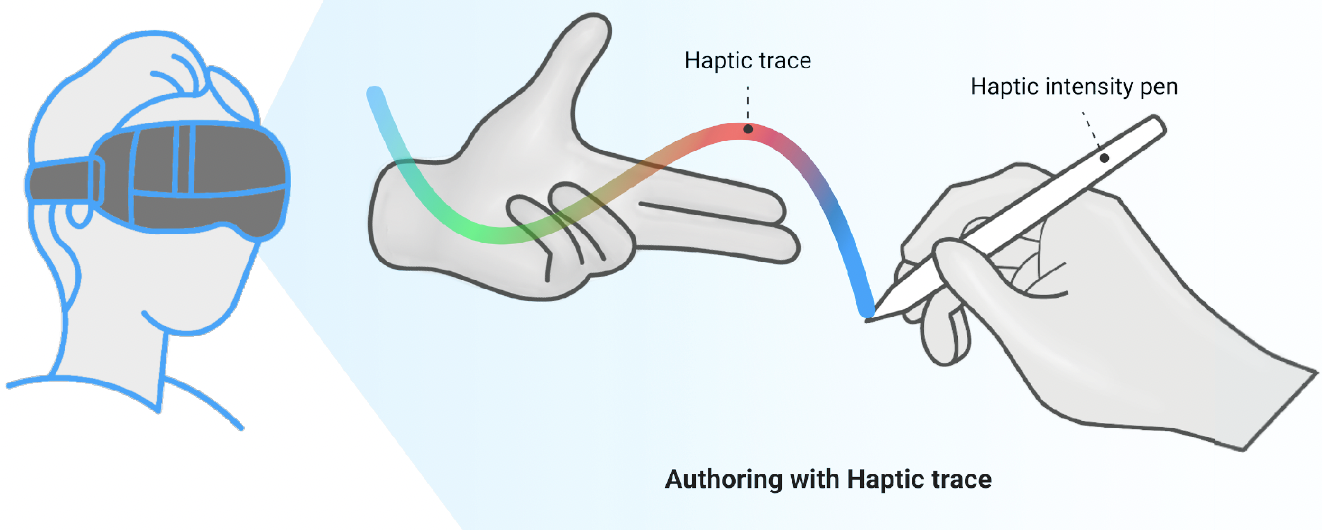 Haptic trace
Haptic intensity pen
Authoring with Haptic trace